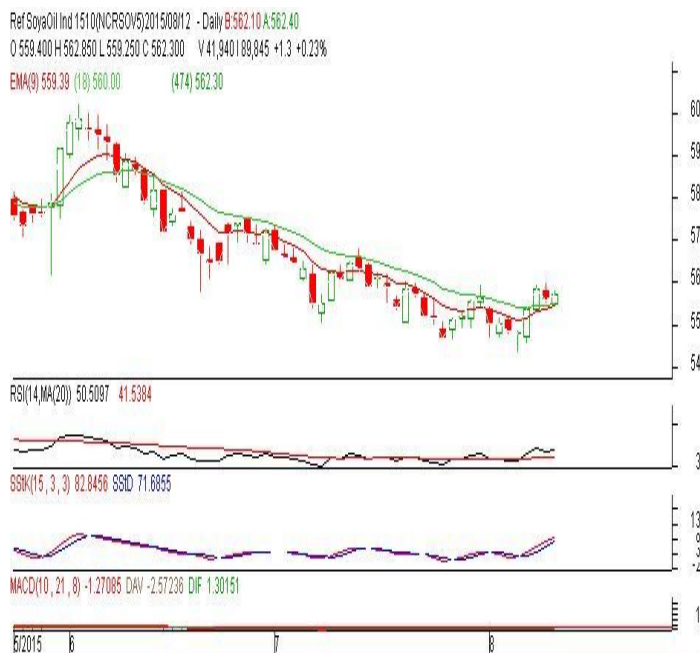 Ref SoyaOil Ind 1510(NCRSOV5)2015/08/12 - Daily B:562.10 A:562.40
O 559.400 H 562.850 L 559.250 C 562.300 V 41,940 I 89,845 +1.3 +0.23%
EMA(9) 559.39 (18) 560.00 (474) 562.30
60
59
58
57
56
55
54
RSI(14,MA(20)) 50.5097 41.5384
3
SStK(15,3,3) 82.8456 SStD 71.6855
13
MACD(10,21,8) -1.27085 DAV -2.57236 DIF 1.30151
1
5/2015 6 7 8